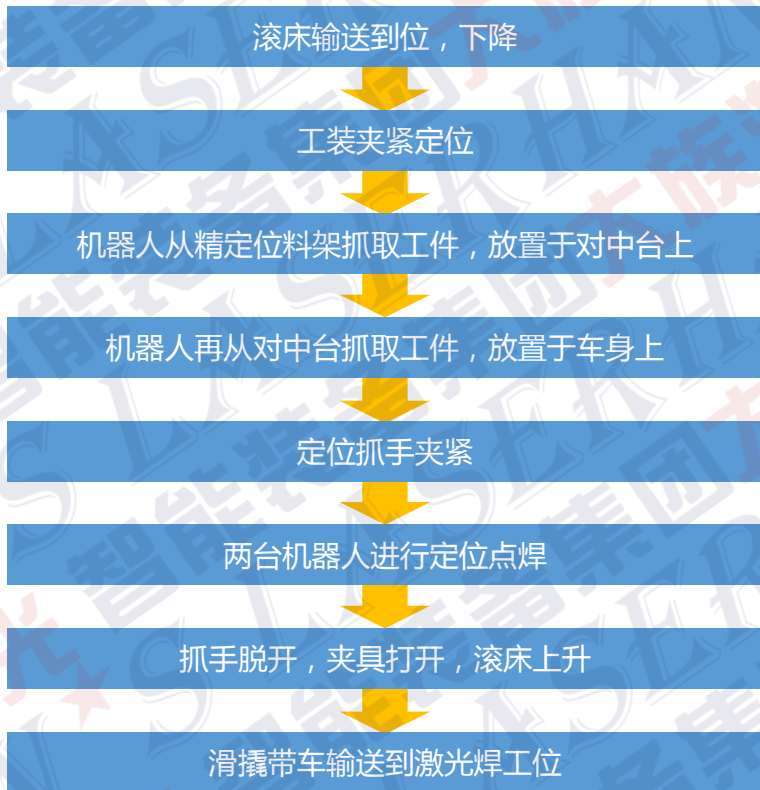 滚床输送到位，下降
工装夹紧定位
机器人从精定位料架抓取工件，放置于对中台上
机器人再从对中台抓取工件，放置于车身上
定位抓手夹紧
两台机器人进行定位点焊
抓手脱开，夹具打开，滚床上升
滑撬带车输送到激光焊工位